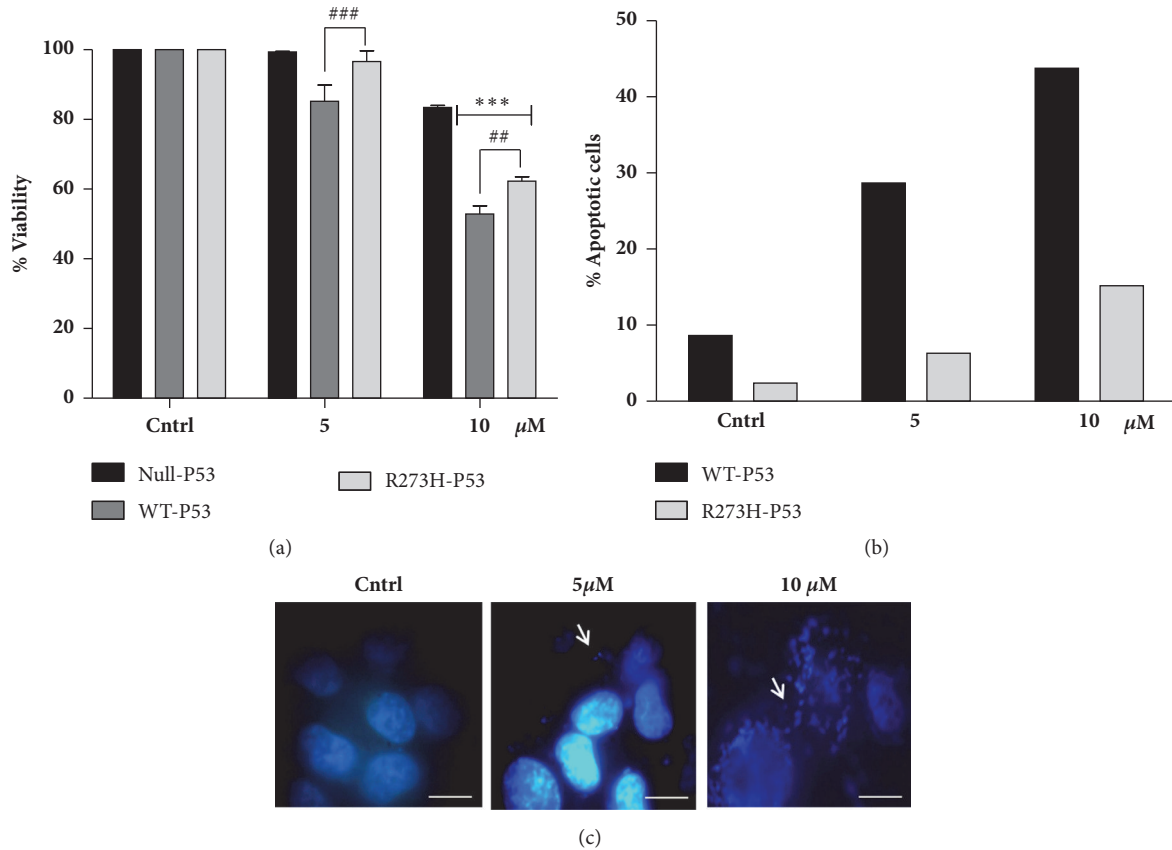 ###
***
##
100
80
60
40
20
0
% Viability
Cntrl 5 10 μM
Null-P53
WT-P53
R273H-P53
(a)
50
40
30
20
10
0
% Apoptotic cells
Cntrl 5 10 μM
WT-P53
R273H-P53
(b)
Cntrl 5μM 10 μM
(c)